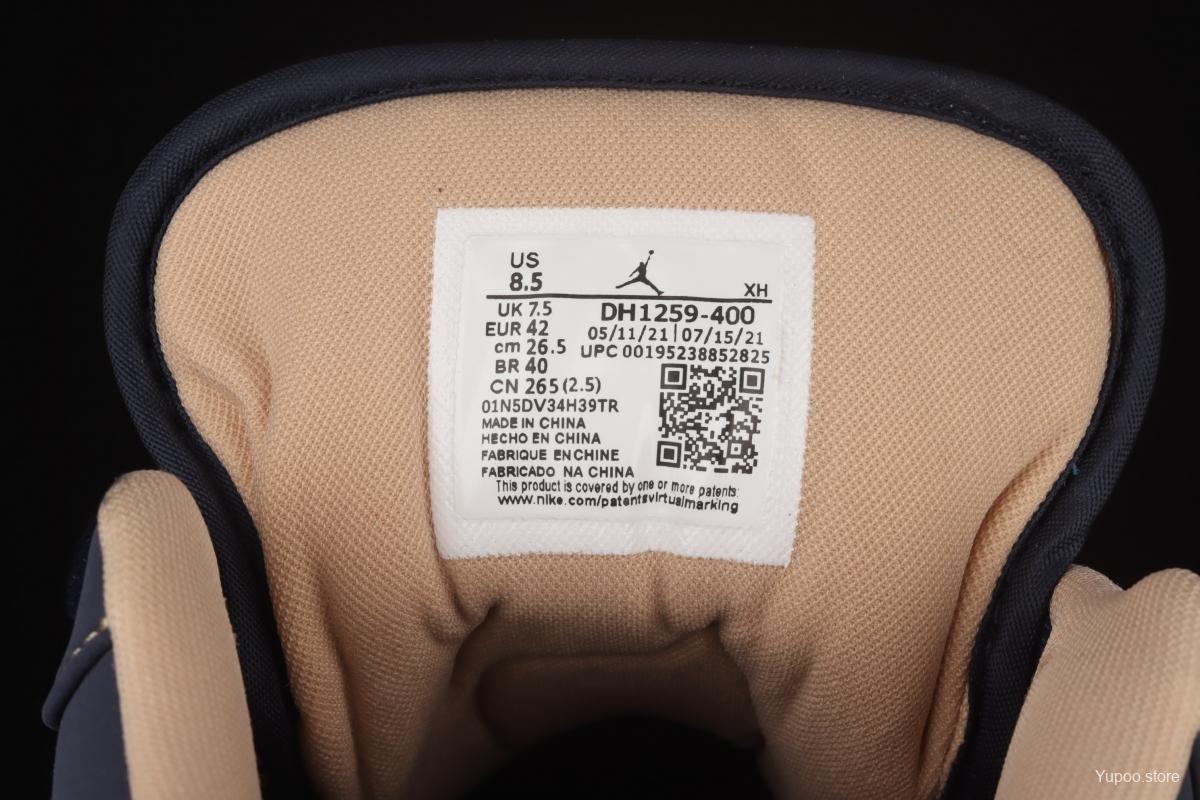 US
8.5
XH
UK 7.5
DH1259-400
EUR 42
05/11/21|07/15/21
cm 26.5
UPC 00195238852825
BR 40
CN 265 (2.5)
01N5DV34H39TR
MADE IN CHINA
HECHO EN CHINA
FABRIQUE EN CHINE
FABRICADO NA CHINA
This product is covered by one or more patents:
www.nike.com/patentsvirtualmarking
Yupoo.store